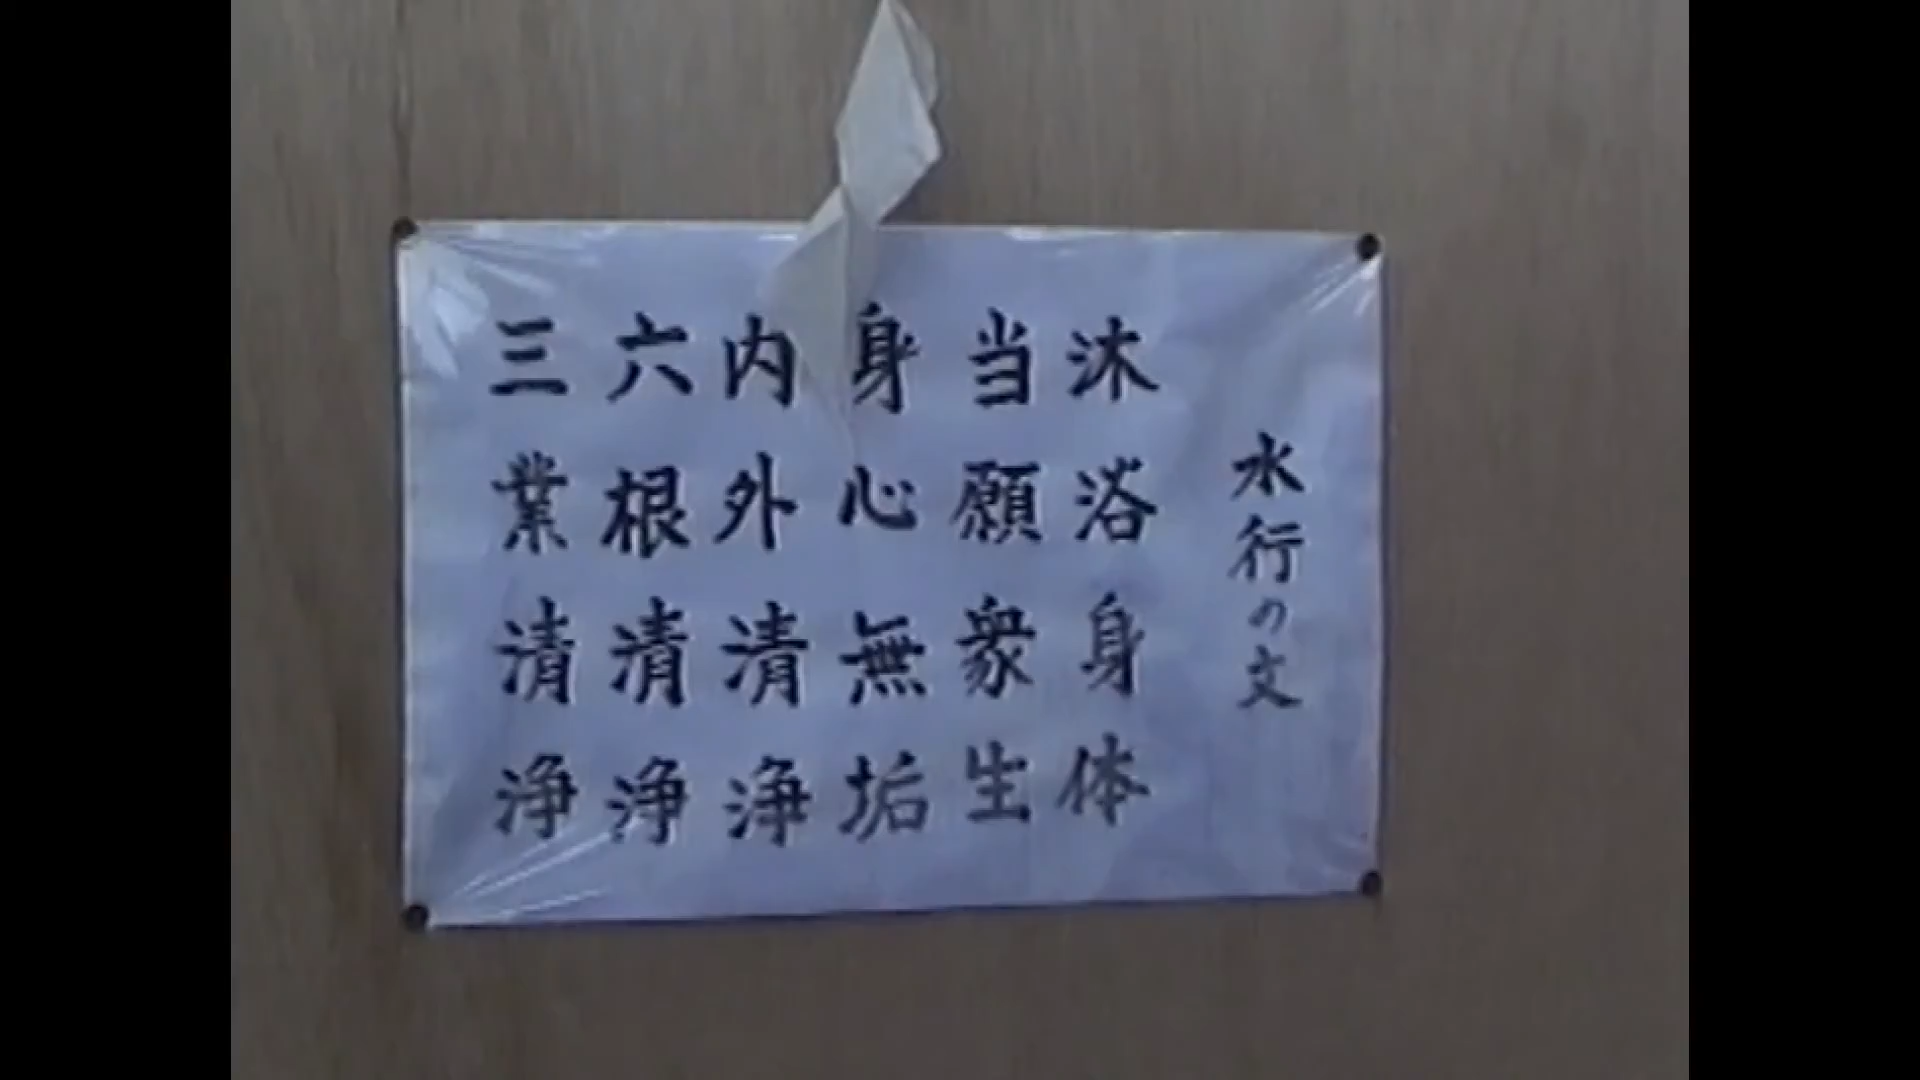 水行の文
沐浴身体
当願衆生
身心無垢
内外清浄
六根清浄
三業清浄